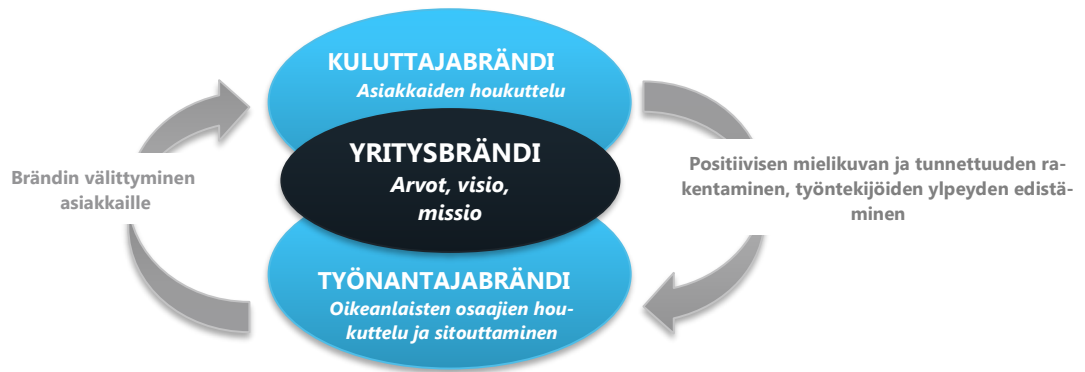 KULUTTAJABRÄNDI
Asiakkaiden houkuttelu
YRITYSBRÄNDI
Arvot, visio,
missio
TYÖNANTAJABRÄNDI
Oikeanlaisten osaajien hou-
kuttelu ja sitouttaminen
Brändin välittyminen
asiakkaille
Positiivisen mielikuvan ja tunnettuuden ra-
kentaminen, työntekijöiden ylpeyden edistä-
minen